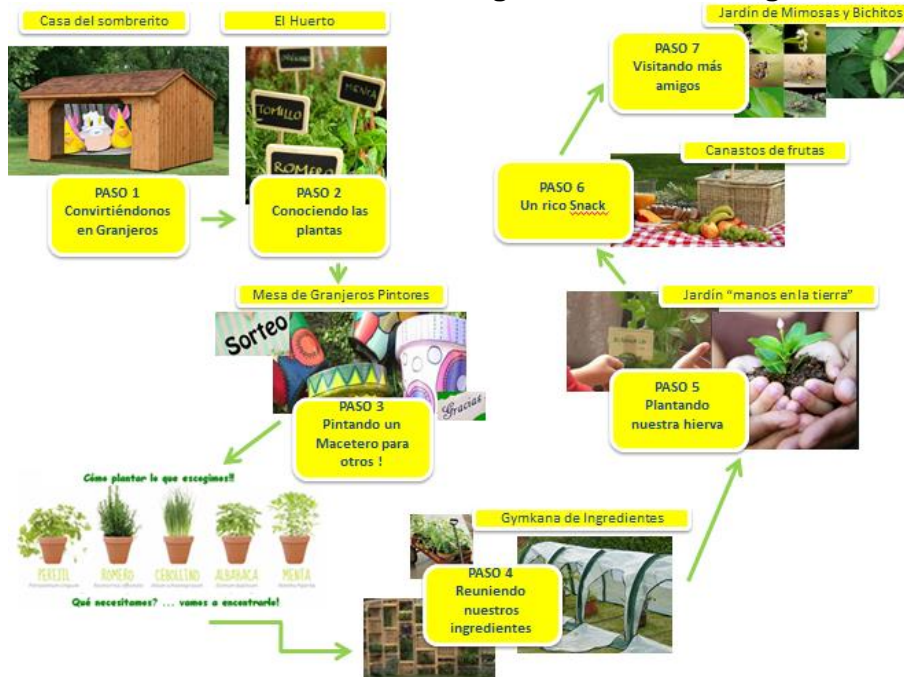 Casa del sombrerito
El Huerto
Jardín de Mimosas y Bichitos
PASO 7
Visitando más
amigos
TOMILLO
MENTA
ROMERO
PASO 1
Convirtiéndonos
en Granjeros
PASO 2
Conociendo las
plantas
Canastos de frutas
PASO 6
Un rico Snack
Mesa de Granjeros Pintores
Sorteo
Gracias
PASO 3
Pintando un
Macetero para
otros !
Jardín "manos en la tierra"
PASO 5
Plantando
nuestra hierva
Cómo plantar lo que escogimos!!
PEREJIL
ROMERO
CEBOLLINO
ALBAHACA
MENTA
Qué necesitamos? ... vamos a encontrarlo!
Gymkana de Ingredientes
PASO 4
Reuniendo
nuestros
ingredientes